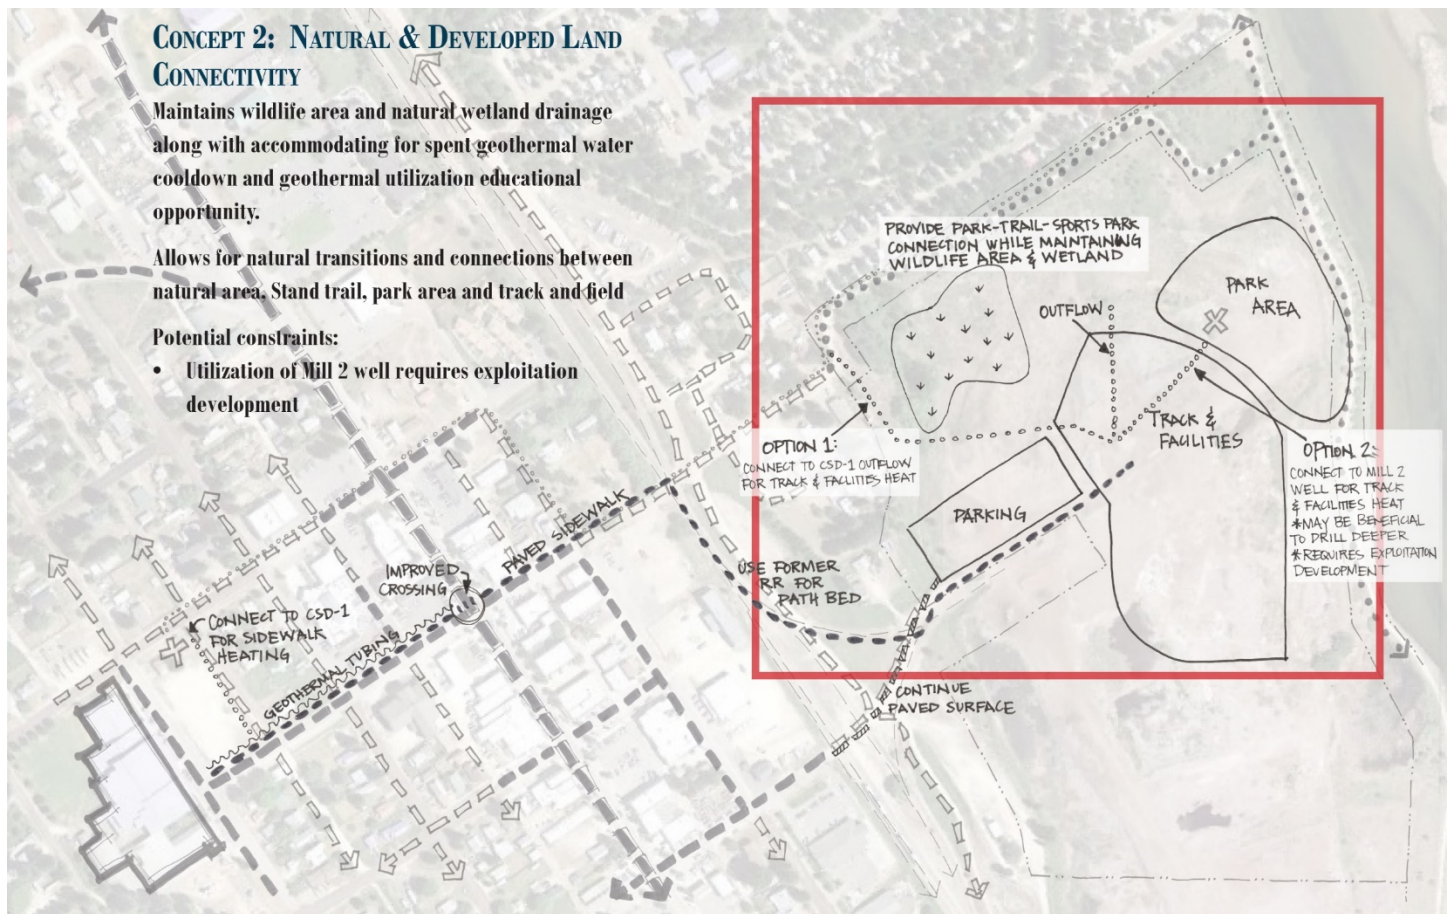 CONCEPT 2: NATURAL & DEVELOPED LAND
CONNECTIVITY
Maintains wildlife area and natural wetland drainage
along with accommodating for spent geothermal water
cooldown and geothermal utilization educational
opportunity.
Allows for natural transitions and connections between
natural area, Stand trail, park area and track and field
Potential constraints:
• Utilization of Mill 2 well requires exploitation
development
PROVIDE PARK-TRAIL-SPORTS PARK
CONNECTION WHILE MAINTAINING
WILDLIFE AREA & WETLAND
PARK
AREA
OUTFLOW
TRACK &
FACILITIES
OPTION 1:
CONNECT TO CSD-1 OUTFLOW
FOR TRACK & FACILITIES HEAT
OPTION 2:
CONNECT TO MILL 2
WELL FOR TRACK
& FACILITIES HEAT
*MAY BE BENEFICIAL
TO DRILL DEEPER
*REQUIRES EXPLOITATION
DEVELOPMENT
PARKING
PAVED SIDEWALK
IMPROVED
CROSSING
USE FORMER
RR FOR
PATH BED
CONNECT TO CSD-1
FOR SIDEWALK
HEATING
GEOTHERMAL TUBING
CONTINUE
PAVED SURFACE